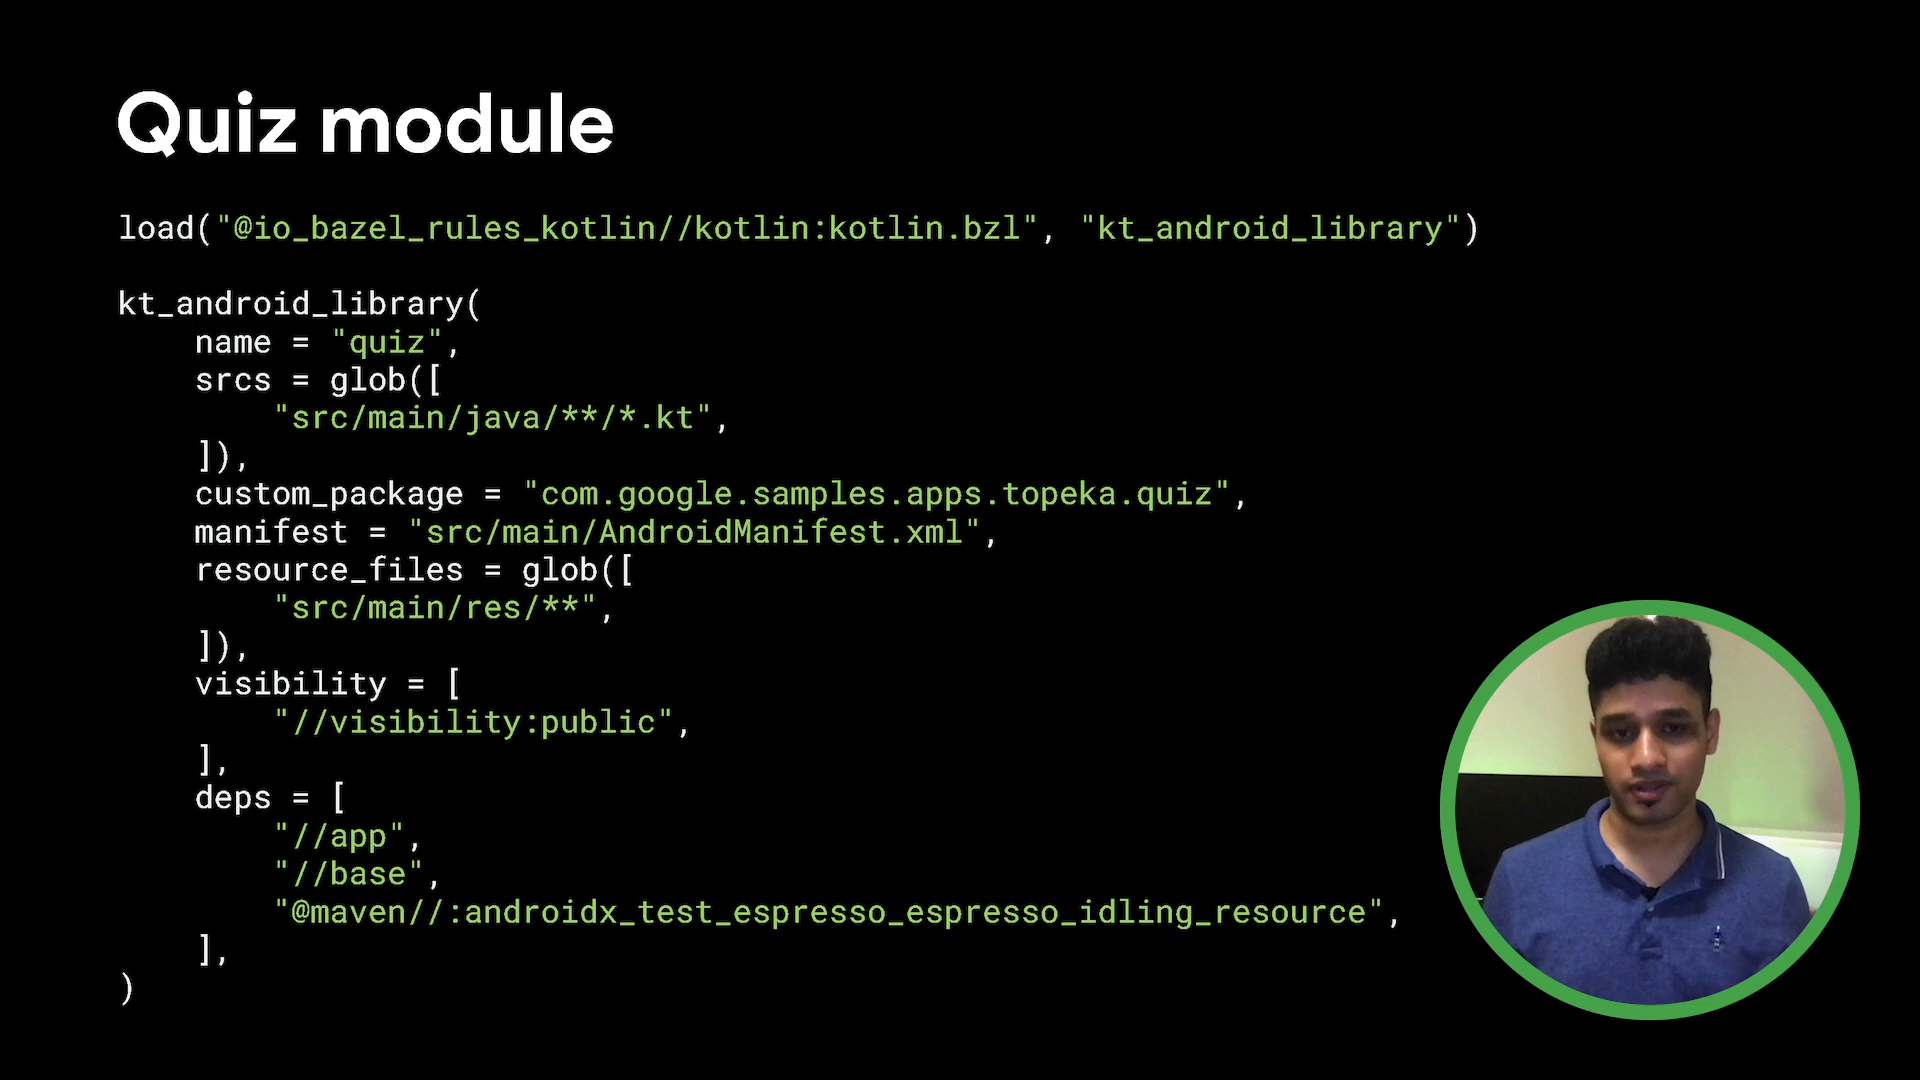 Quiz module
load("@io_bazel_rules_kotlin//kotlin:kotlin.bzl", "kt_android_library")
kt_android_library(
    name = "quiz",
    srcs = glob([
        "src/main/java/**/*.kt",
    ]),
    custom_package = "com.google.samples.apps.topeka.quiz",
    manifest = "src/main/AndroidManifest.xml",
    resource_files = glob([
        "src/main/res/**",
    ]),
    visibility = [
        "//visibility:public",
    ],
    deps = [
        "//app",
        "//base",
        "@maven//:androidx_test_espresso_espresso_idling_resource",
    ],
)